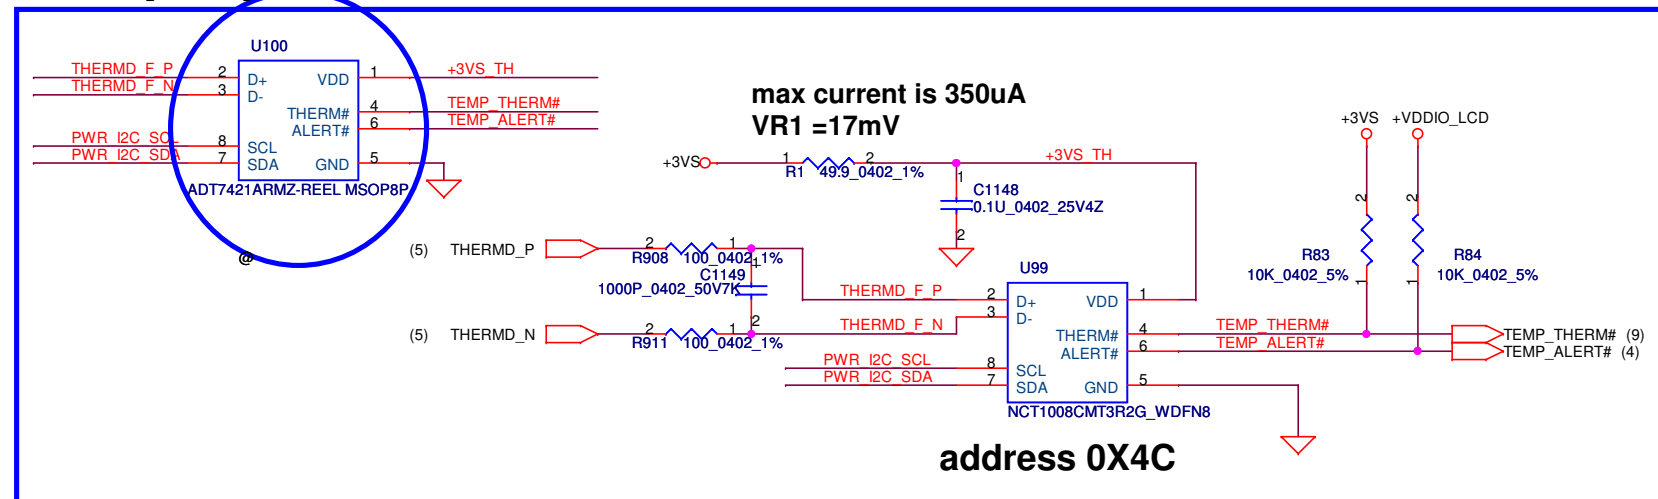 U100
THERMD_F_P 2 D+ VDD 1 +3VS_TH
THERMD_F_N 3 D-
THERM# 4 TEMP_THERM#
ALERT# 6 TEMP_ALERT#
PWR_I2C_SCL 8 SCL
PWR_I2C_SDA 7 SDA GND 5
ADT7421ARMZ-REEL MSOP8P
@
max current is 350uA
VR1 =17mV
+3VS 1 2 +3VS_TH
R1 49.9_0402_1%
1
C1148
0.1U_0402_25V4Z
2
+3VS +VDDIO_LCD
2 2
R83 R84
10K_0402_5% 10K_0402_5%
1 1
(5) THERMD_P 2 1
R908 100_0402_1%
C1149 1
1000P_0402_50V7K
2
(5) THERMD_N 2 1
R911 100_0402_1%
U99
THERMD_F_P 2 D+ VDD 1
THERMD_F_N 3 D-
THERM# 4 TEMP_THERM# TEMP_THERM# (9)
ALERT# 6 TEMP_ALERT# TEMP_ALERT# (4)
PWR_I2C_SCL 8 SCL
PWR_I2C_SDA 7 SDA GND 5
NCT1008CMT3R2G_WDFN8
address 0X4C